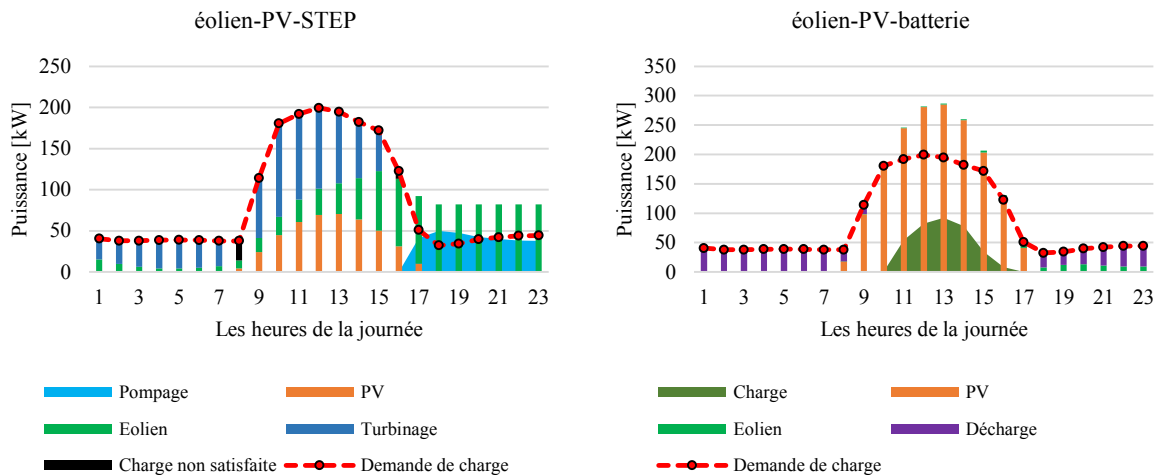 éolien-PV-STEP
Puissance [kW]
250
200
150
100
50
0
1 3 5 7 9 11 13 15 17 19 21 23
Les heures de la journée
Pompage
PV
Eolien
Turbinage
Charge non satisfaite
Demande de charge
éolien-PV-batterie
Puissance [kW]
350
300
250
200
150
100
50
0
1 3 5 7 9 11 13 15 17 19 21 23
Les heures de la journée
Charge
PV
Eolien
Décharge
Demande de charge